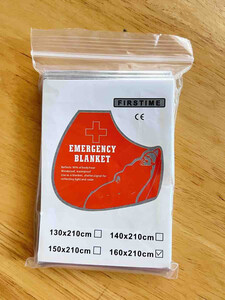 FIRSTIME
CE
EMERGENCY
BLANKET
130x210cm
140x210cm
150x210cm
160x210cm